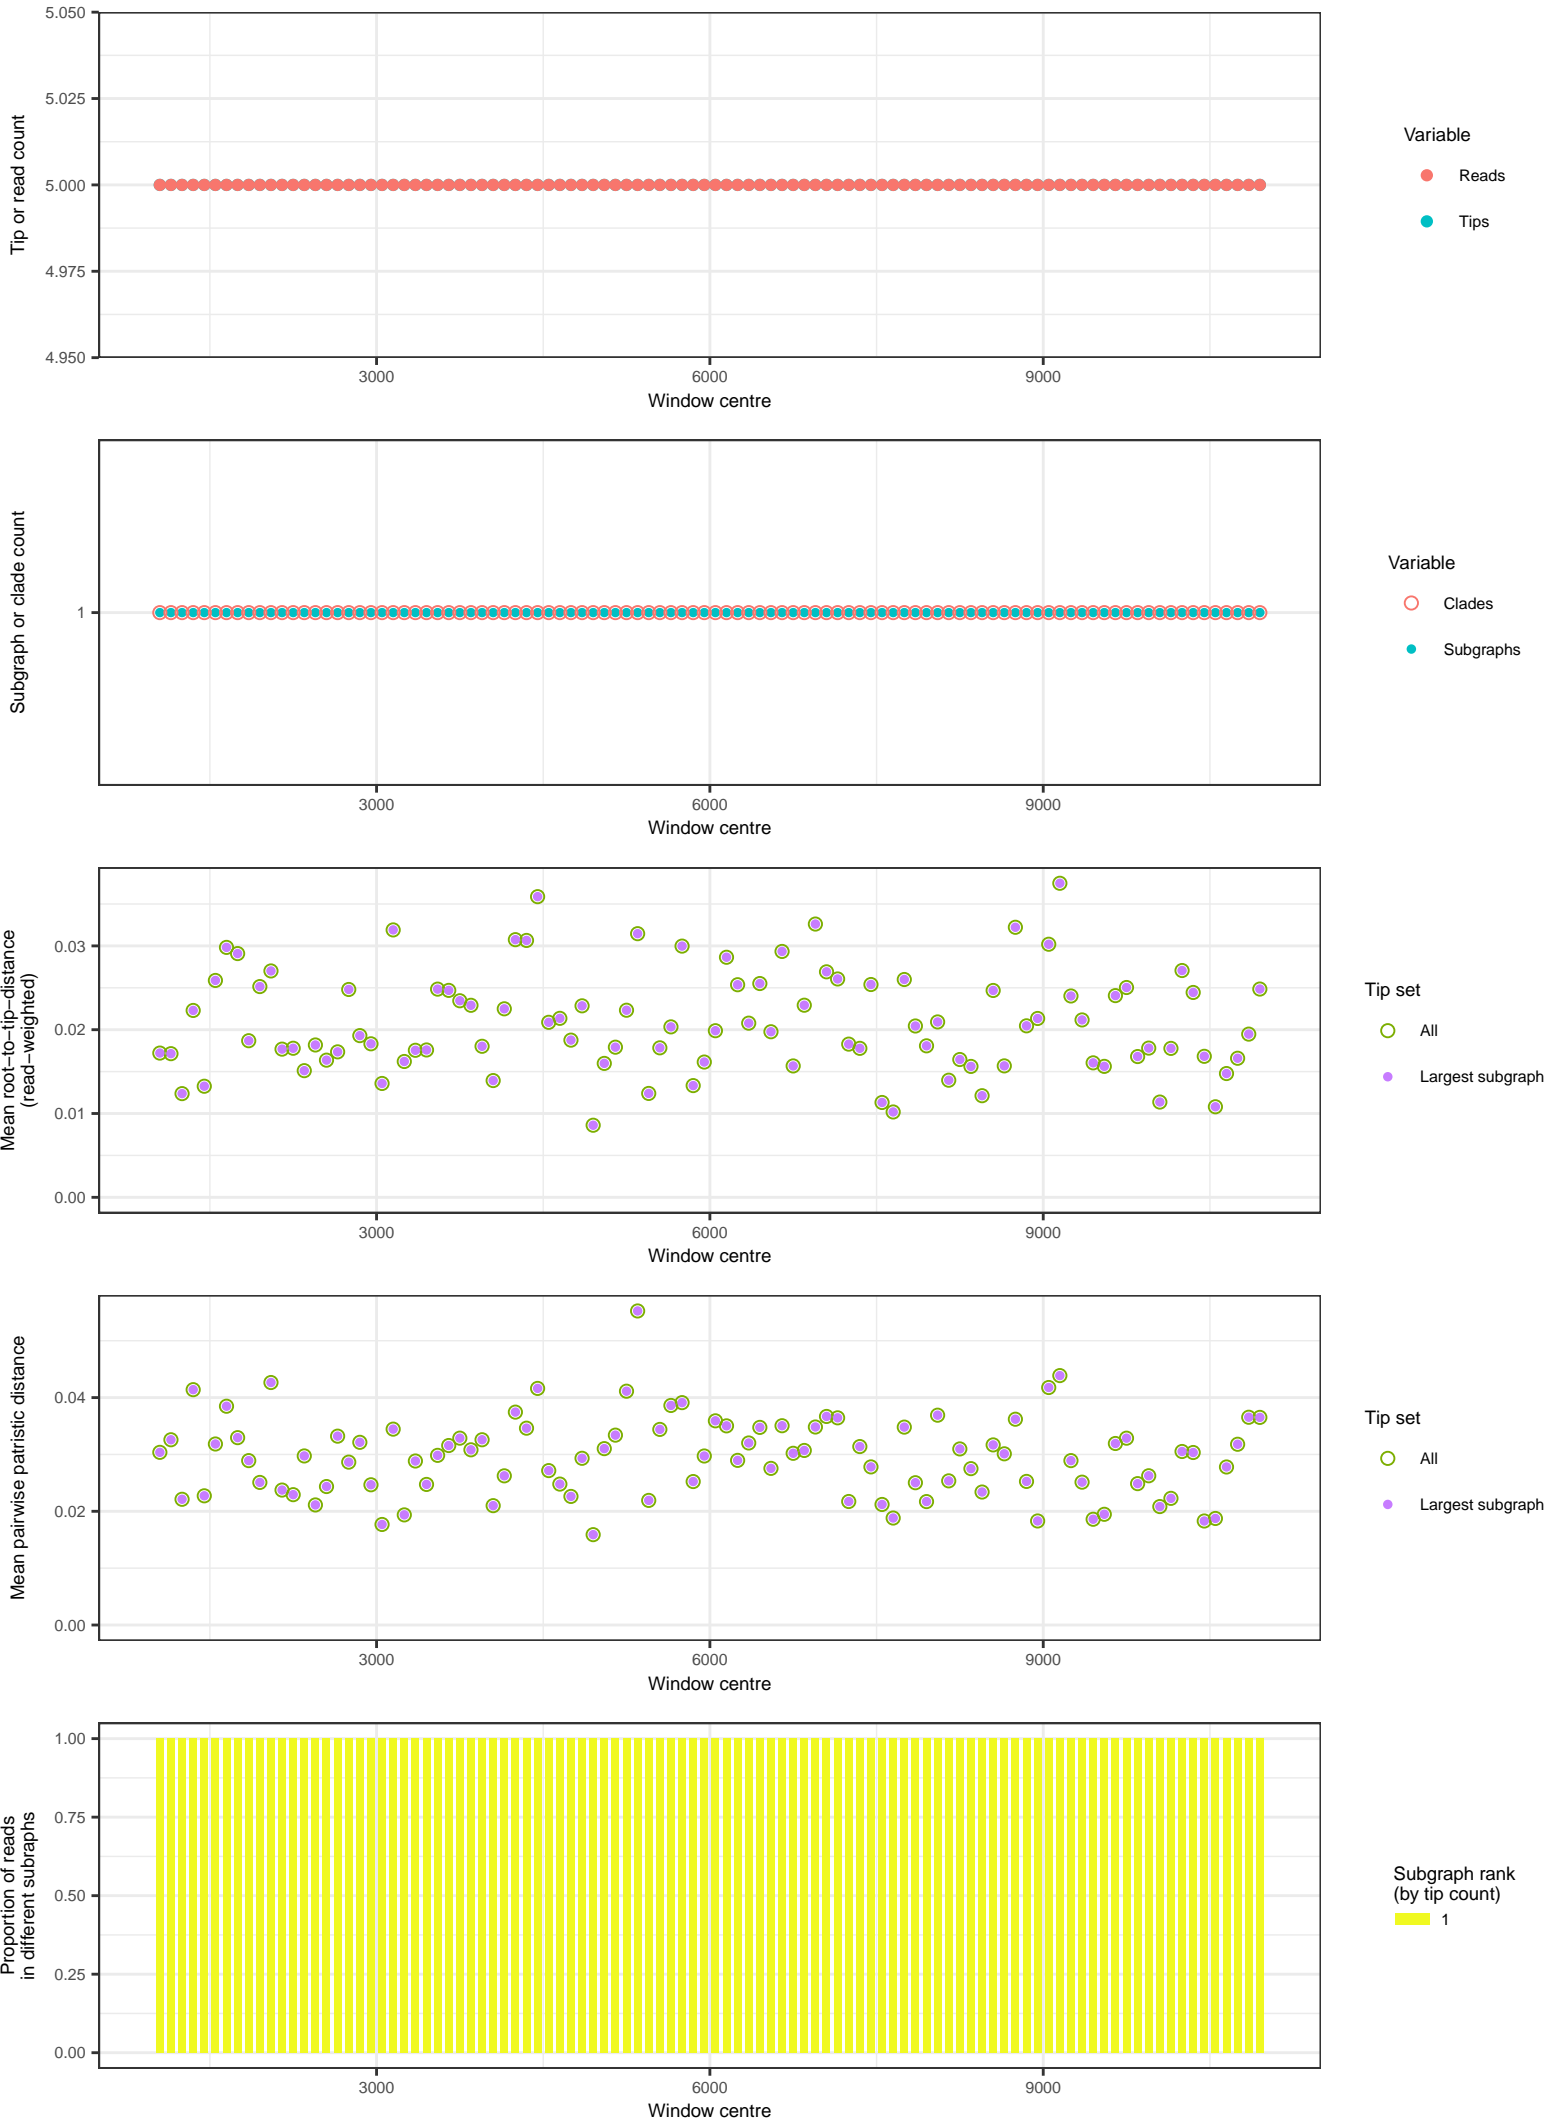 5.050
5.025
5.000
4.975
4.950
Tip or read count
3000
6000
9000
Window centre
Variable
Reads
Tips
1
Subgraph or clade count
3000
6000
9000
Window centre
Variable
Clades
Subgraphs
0.03
0.02
0.01
0.00
Mean root−to−tip−distance
(read−weighted)
3000
6000
9000
Window centre
Tip set
All
Largest subgraph
0.04
0.02
0.00
Mean pairwise patristic distance
3000
6000
9000
Window centre
Tip set
All
Largest subgraph
1.00
0.75
0.50
0.25
0.00
Proportion of reads
in different subraphs
3000
6000
9000
Window centre
Subgraph rank
(by tip count)
1